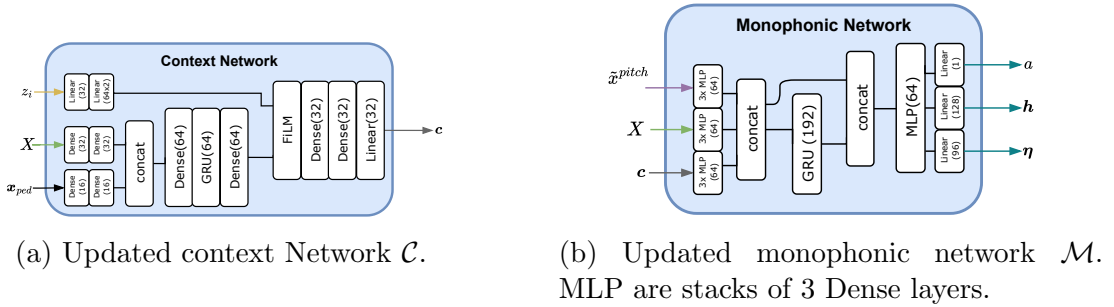 Context Network
z_i
Linear (32)
Linear (64x2)
X
Dense (32)
Dense (32)
x_ped
Dense (16)
Dense (16)
concat
Dense(64)
GRU(64)
Dense(64)
FiLM
Dense(32)
Dense(32)
Linear(32)
c
(a) Updated context Network C.
Monophonic Network
x̃^pitch
3x MLP (64)
X
3x MLP (64)
c
3x MLP (64)
concat
GRU (192)
concat
MLP(64)
Linear (1)
a
Linear (128)
h
Linear (96)
η
(b) Updated monophonic network M.
MLP are stacks of 3 Dense layers.